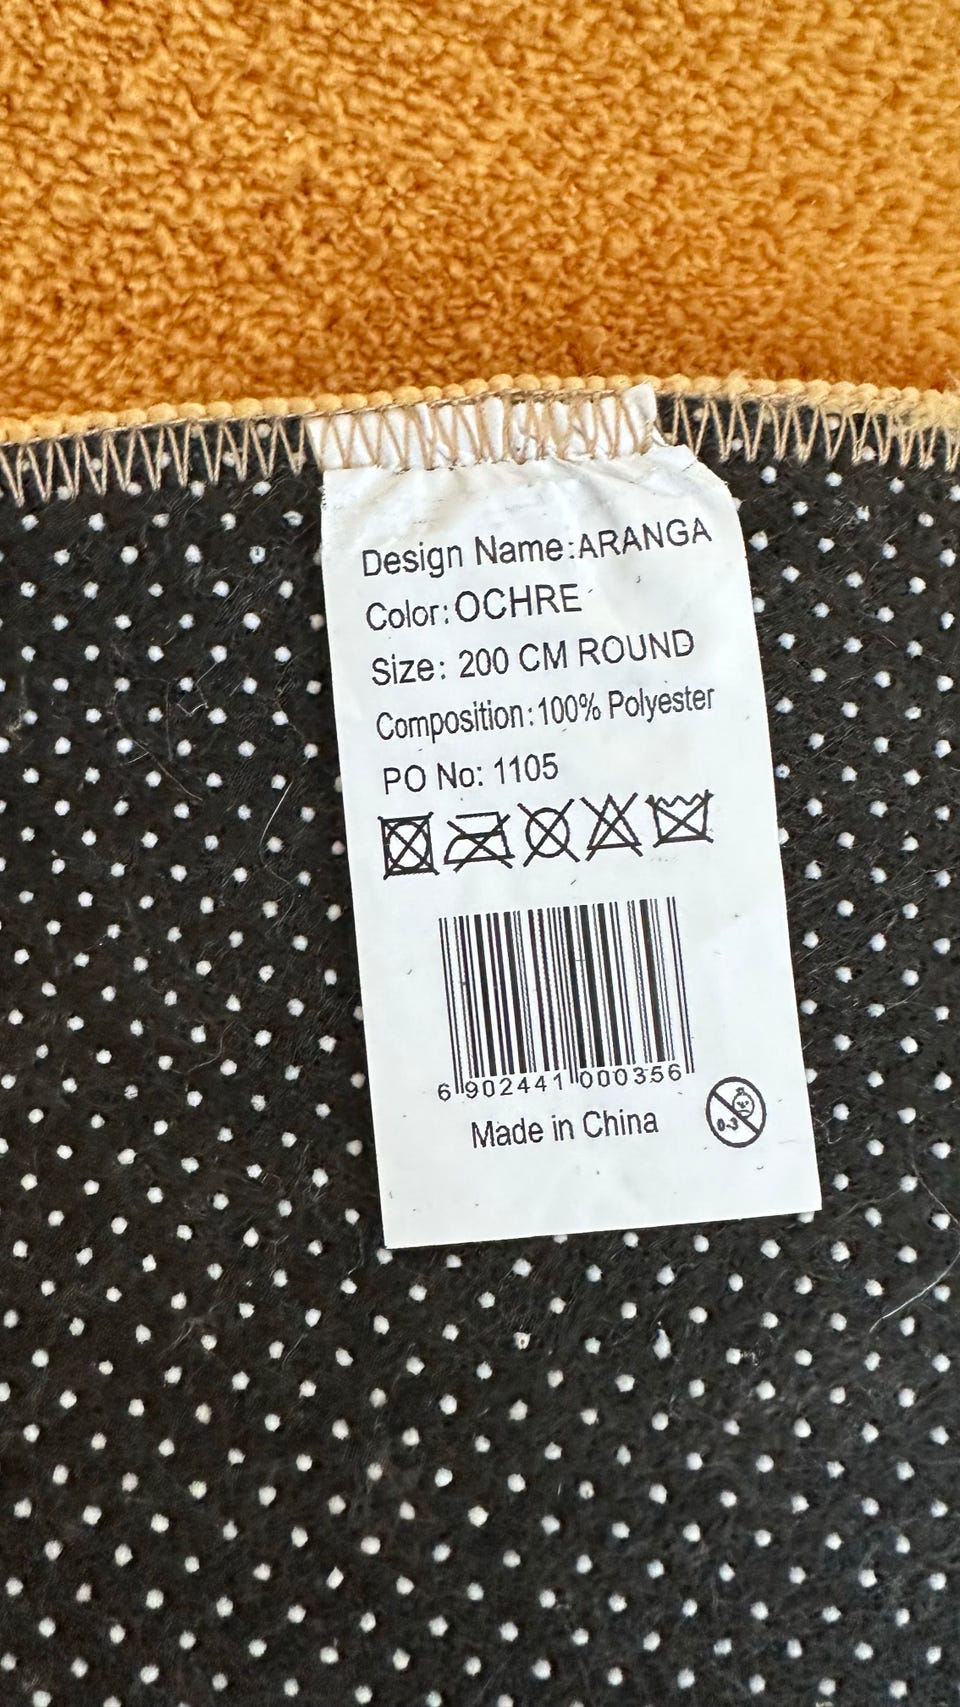 Design Name:ARANGA
Color:OCHRE
Size: 200 CM ROUND
Composition:100% Polyester
PO No: 1105
6 902441 000356
Made in China
0-3